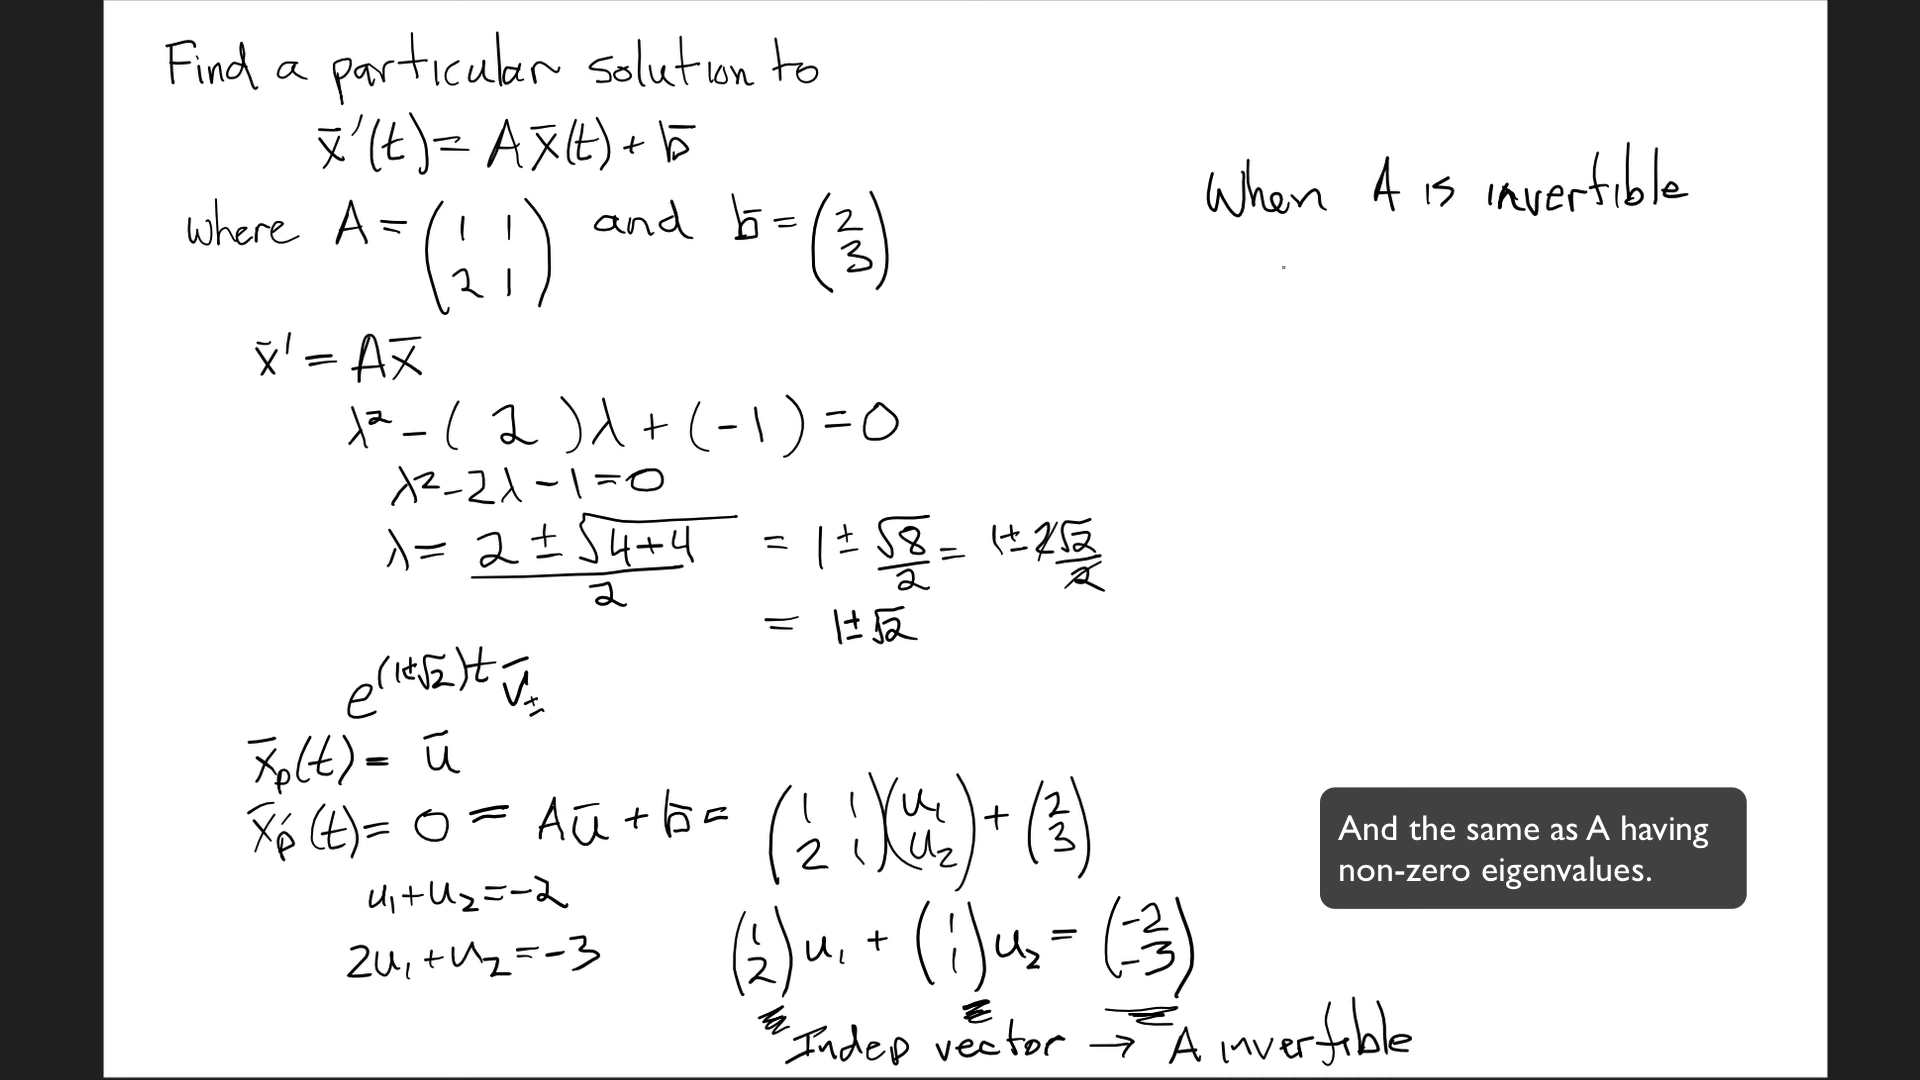 Find a particular solution to
x̄'(t) = A x̄(t) + b̄
When A is invertible
where A = (1 1; 2 1) and b̄ = (2; 3)
x̄' = A x̄
λ² - ( 2 )λ + (-1) = 0
λ² - 2λ - 1 = 0
λ = (2 ± √(4+4))/2 = 1 ± √8/2 = 1 ± 2√2/2
= 1 ± √2
e^((1±√2)t) v̄±
x̄p(t) = ū
x̄p'(t) = 0 = A ū + b̄ = (1 1; 2 1)(u₁; u₂) + (2; 3)
u₁ + u₂ = -2
2u₁ + u₂ = -3
(1; 2) u₁ + (1; 1) u₂ = (-2; -3)
Indep vector → A invertible
And the same as A having
non-zero eigenvalues.